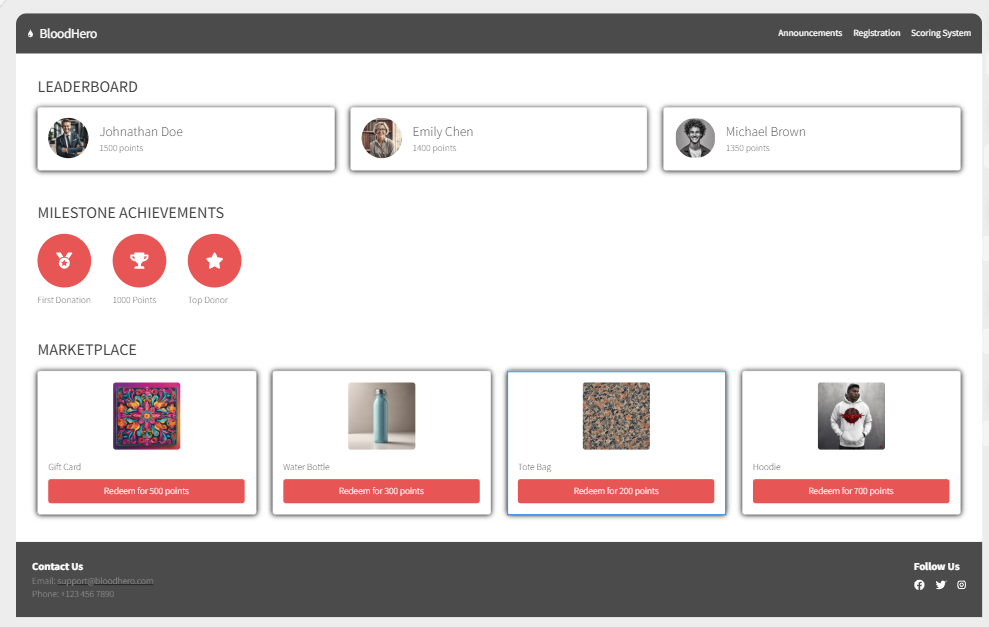 BloodHero
Announcements Registration Scoring System
LEADERBOARD
Johnathan Doe
1500 points
Emily Chen
1400 points
Michael Brown
1350 points
MILESTONE ACHIEVEMENTS
First Donation
1000 Points
Top Donor
MARKETPLACE
Gift Card
Redeem for 500 points
Water Bottle
Redeem for 300 points
Tote Bag
Redeem for 200 points
Hoodie
Redeem for 700 points
Contact Us
Email: support@bloodhero.com
Phone: +123 456 7890
Follow Us